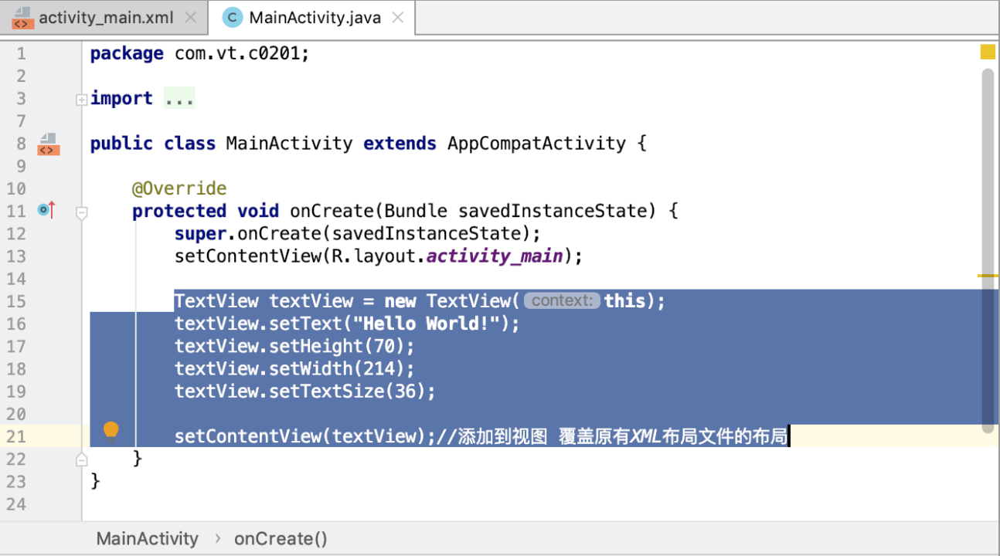 activity_main.xml MainActivity.java
1 package com.vt.c0201;
2
3 import ...
7
8 public class MainActivity extends AppCompatActivity {
9
10 @Override
11 protected void onCreate(Bundle savedInstanceState) {
12 super.onCreate(savedInstanceState);
13 setContentView(R.layout.activity_main);
14
15 TextView textView = new TextView( context: this);
16 textView.setText("Hello World!");
17 textView.setHeight(70);
18 textView.setWidth(214);
19 textView.setTextSize(36);
20
21 setContentView(textView);//添加到视图 覆盖原有XML布局文件的布局
22 }
23 }
24
MainActivity › onCreate()